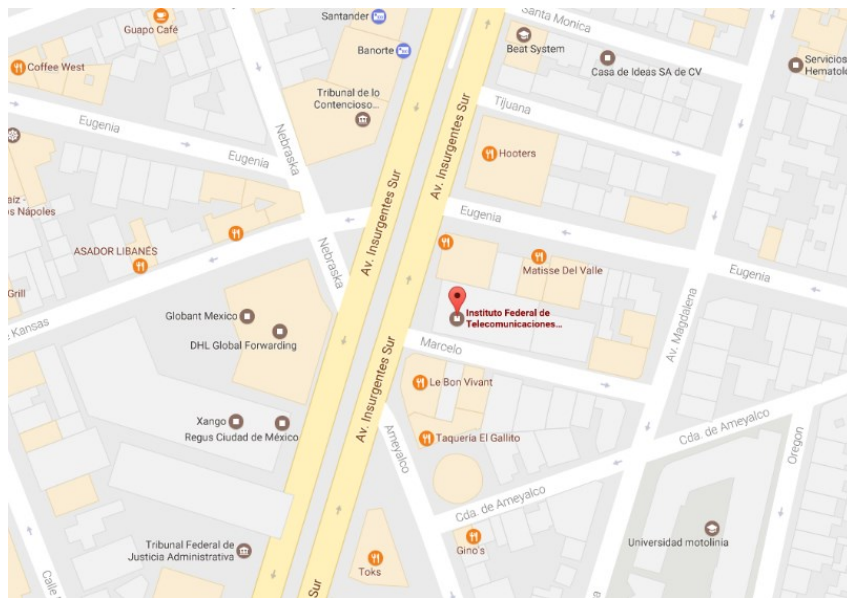 Santander
Santa Monica
Guapo Café
Banorte
Beat System
Casa de Ideas SA de CV
Servicios
Hematol
Coffee West
Tribunal de lo
Contencioso...
Tijuana
Eugenia
Nebraska
Eugenia
Hooters
Av. Insurgentes Sur
aiz -
os Nápoles
Av. Insurgentes Sur
Eugenia
Nebraska
ASADOR LIBANÉS
Matisse Del Valle
Eugenia
Grill
Instituto Federal de
Telecomunicaciones...
Globant Mexico
e Kansas
DHL Global Forwarding
Marcelo
Av. Magdalena
Av. Insurgentes Sur
Le Bon Vivant
Xango
Regus Ciudad de México
Ameyalco
Taquería El Gallito
Cda. de Ameyalco
Oregon
Cda. de Ameyalco
Universidad motolinia
Tribunal Federal de
Justicia Administrativa
Gino's
Toks
Calle
Sur